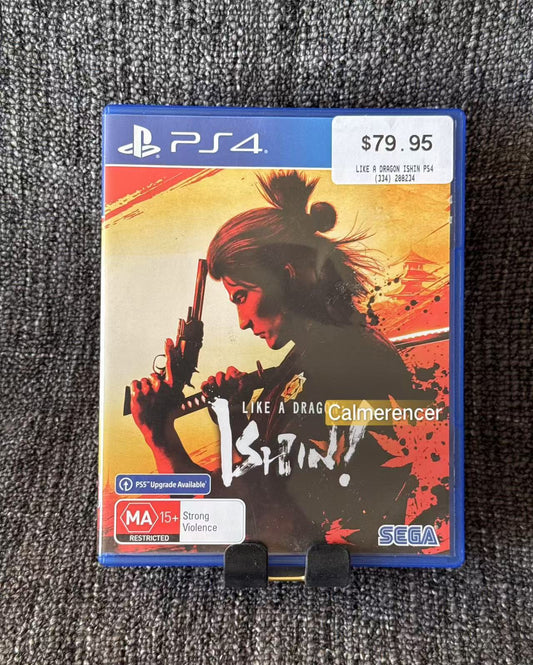 PS4
$79.95
LIKE A DRAGON ISHIN PS4
(334) 286234
LIKE A DRAG
Calmerencer
ISHIN!
PS5™ Upgrade Available*
MA 15+
Strong
Violence
RESTRICTED
SEGA